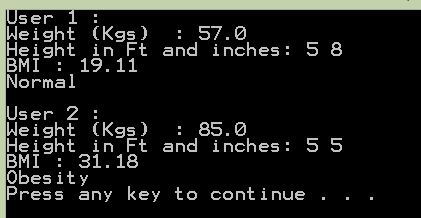 User 1 :
Weight (Kgs)  : 57.0
Height in Ft and inches: 5 8
BMI : 19.11
Normal

User 2 :
Weight (Kgs)  : 85.0
Height in Ft and inches: 5 5
BMI : 31.18
Obesity
Press any key to continue . . .